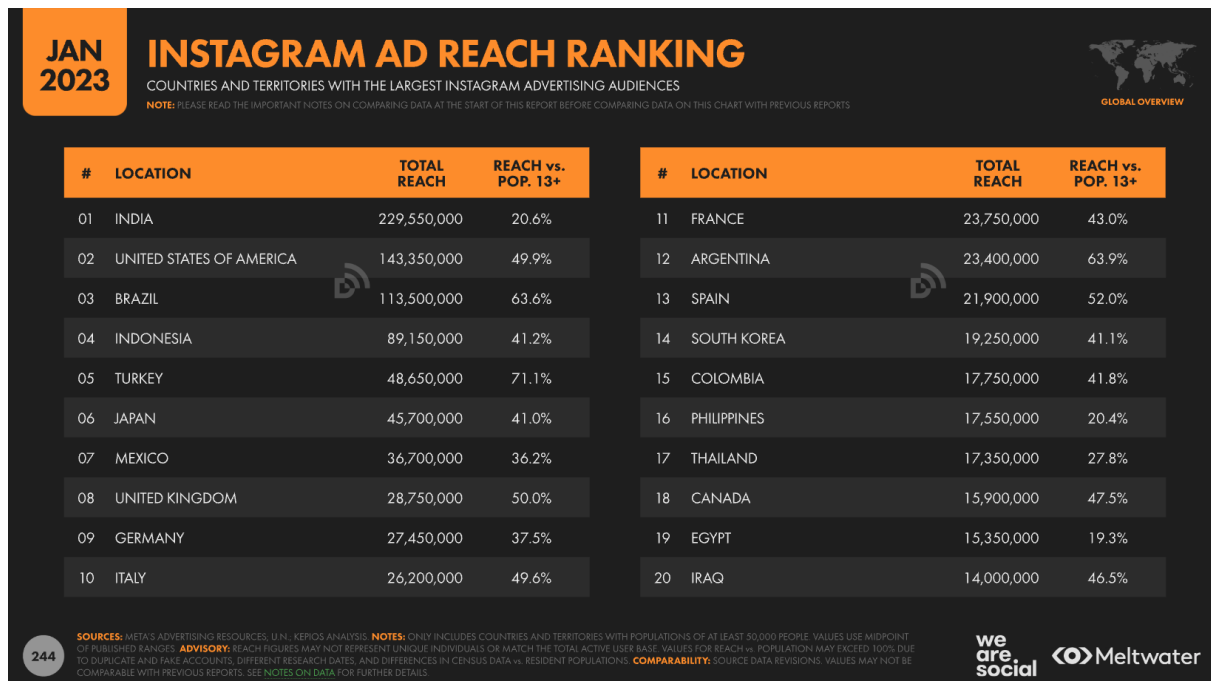 JAN
2023
INSTAGRAM AD REACH RANKING
COUNTRIES AND TERRITORIES WITH THE LARGEST INSTAGRAM ADVERTISING AUDIENCES
NOTE: PLEASE READ THE IMPORTANT NOTES ON COMPARING DATA AT THE START OF THIS REPORT BEFORE COMPARING DATA ON THIS CHART WITH PREVIOUS REPORTS
GLOBAL OVERVIEW
# LOCATION TOTAL REACH REACH vs. POP. 13+
01 INDIA 229,550,000 20.6%
02 UNITED STATES OF AMERICA 143,350,000 49.9%
03 BRAZIL 113,500,000 63.6%
04 INDONESIA 89,150,000 41.2%
05 TURKEY 48,650,000 71.1%
06 JAPAN 45,700,000 41.0%
07 MEXICO 36,700,000 36.2%
08 UNITED KINGDOM 28,750,000 50.0%
09 GERMANY 27,450,000 37.5%
10 ITALY 26,200,000 49.6%
# LOCATION TOTAL REACH REACH vs. POP. 13+
11 FRANCE 23,750,000 43.0%
12 ARGENTINA 23,400,000 63.9%
13 SPAIN 21,900,000 52.0%
14 SOUTH KOREA 19,250,000 41.1%
15 COLOMBIA 17,750,000 41.8%
16 PHILIPPINES 17,550,000 20.4%
17 THAILAND 17,350,000 27.8%
18 CANADA 15,900,000 47.5%
19 EGYPT 15,350,000 19.3%
20 IRAQ 14,000,000 46.5%
244
SOURCES: META'S ADVERTISING RESOURCES; U.N.; KEPIOS ANALYSIS. NOTES: ONLY INCLUDES COUNTRIES AND TERRITORIES WITH POPULATIONS OF AT LEAST 50,000 PEOPLE. VALUES USE MIDPOINT
OF PUBLISHED RANGES. ADVISORY: REACH FIGURES MAY NOT REPRESENT UNIQUE INDIVIDUALS OR MATCH THE TOTAL ACTIVE USER BASE. VALUES FOR REACH vs. POPULATION MAY EXCEED 100% DUE
TO DUPLICATE AND FAKE ACCOUNTS, DIFFERENT RESEARCH DATES, AND DIFFERENCES IN CENSUS DATA vs. RESIDENT POPULATIONS. COMPARABILITY: SOURCE DATA REVISIONS. VALUES MAY NOT BE
COMPARABLE WITH PREVIOUS REPORTS. SEE NOTES ON DATA FOR FURTHER DETAILS.
we
are
social
Meltwater